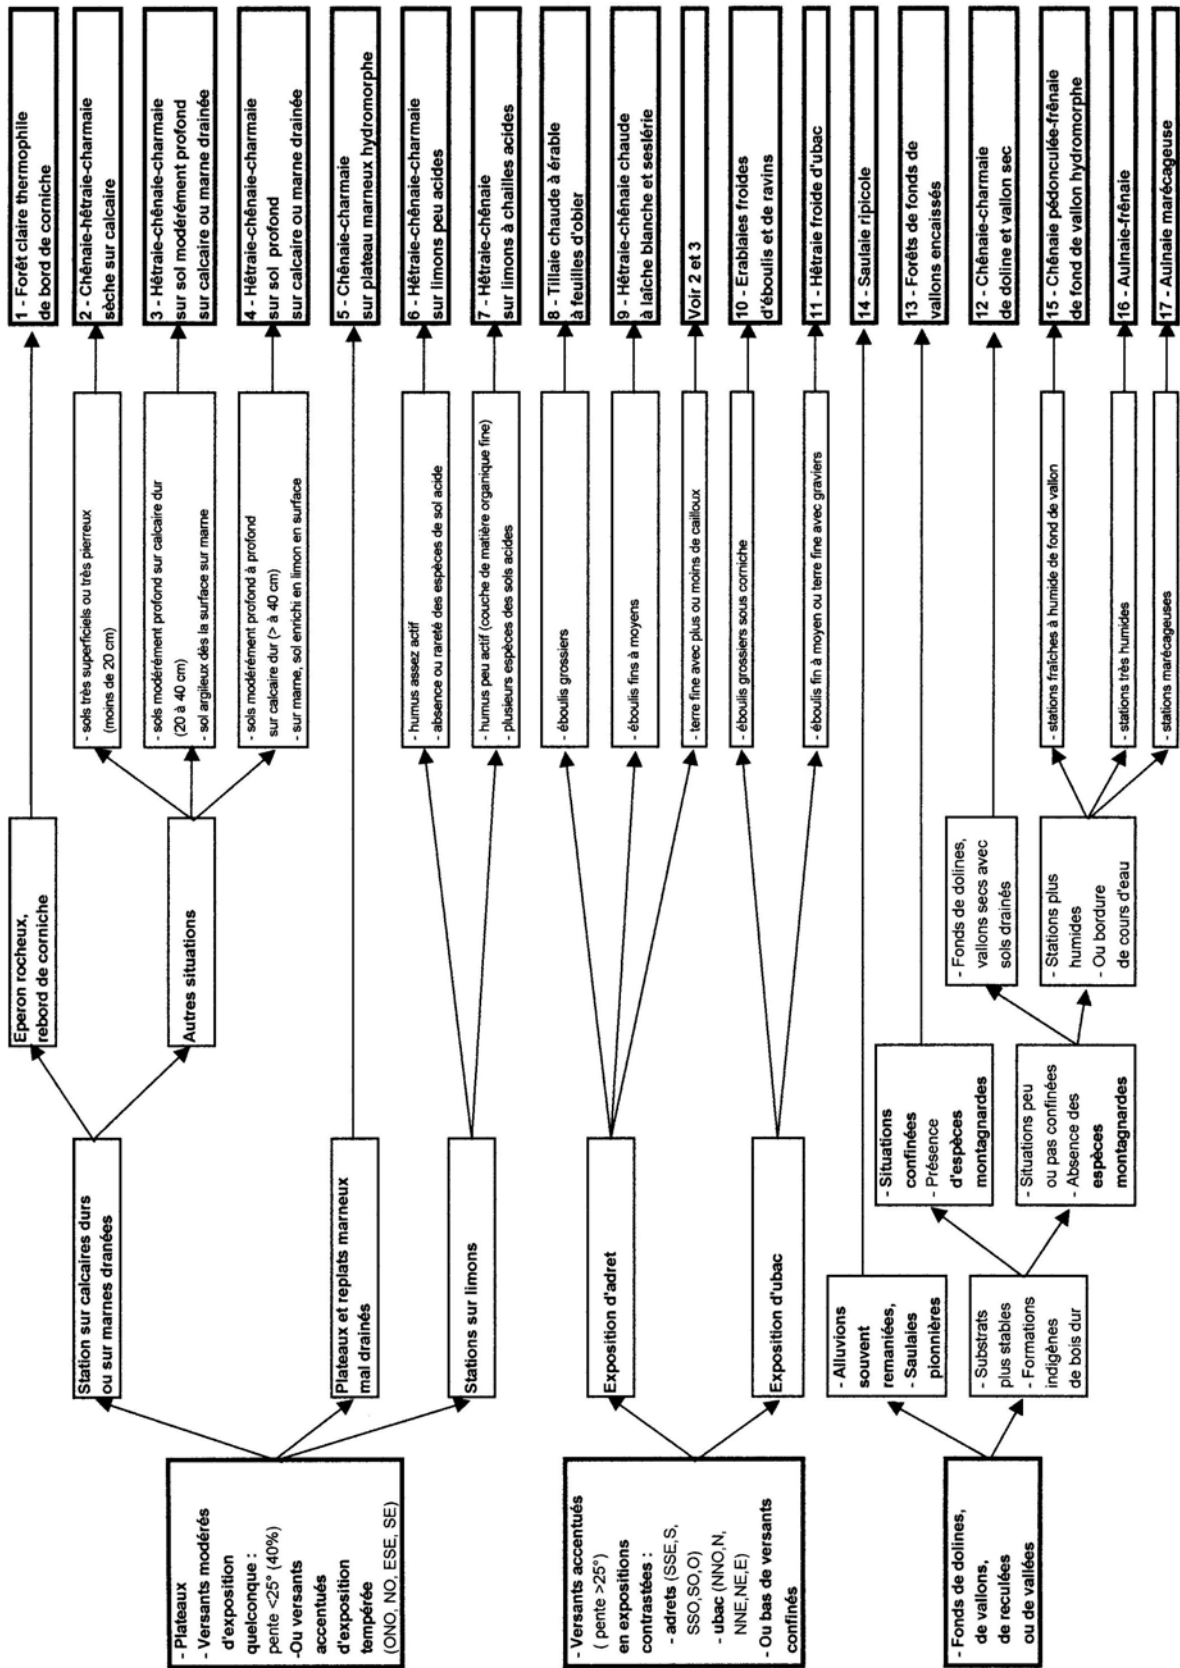 - Plateaux
- Versants modérés
d'exposition
quelconque :
pente <25° (40%)
-Ou versants
accentués
d'exposition
tempérée
(ONO, NO, ESE, SE)
- Versants accentués
( pente >25°)
en expositions
contrastées :
- adrets (SSE,S,
SSO,SO,O)
- ubac (NNO,N,
NNE,NE,E)
- Ou bas de versants
confinés
- Fonds de dolines,
de vallons,
de reculées
ou de vallées
Station sur calcaires durs
ou sur marnes dranées
Plateaux et replats marneux
mal drainés
Stations sur limons
Exposition d'adret
Exposition d'ubac
- Alluvions
souvent
remaniées,
- Saulaies
pionnières
- Substrats
plus stables
- Formations
indigènes
de bois dur
- Situations
confinées
- Présence
d'espèces
montagnardes
- Situations peu
ou pas confinées
- Absence des
espèces
montagnardes
Eperon rocheux,
rebord de corniche
Autres situations
- Fonds de dolines,
vallons secs avec
sols drainés
- Stations plus
humides
- Ou bordure
de cours d'eau
- sols très superficiels ou très pierreux
(moins de 20 cm)
- sols modérément profond sur calcaire dur
(20 à 40 cm)
- sol argileux dès la surface sur marne
- sols modérément profond à profond
sur calcaire dur (> à 40 cm)
- sur marne, sol enrichi en limon en surface
- humus assez actif
- absence ou rareté des espèces de sol acide
- humus peu actif (couche de matière organique fine)
- plusieurs espèces des sols acides
- éboulis grossiers
- éboulis fins à moyens
- terre fine avec plus ou moins de cailloux
- éboulis grossiers sous corniche
- éboulis fin à moyen ou terre fine avec graviers
- stations fraîches à humide de fond de vallon
- stations très humides
- stations marécageuses
1 - Forêt claire thermophile
de bord de corniche
2 - Chênaie-hêtraie-charmaie
sèche sur calcaire
3 - Hêtraie-chênaie-charmaie
sur sol modérément profond
sur calcaire ou marne drainée
4 - Hêtraie-chênaie-charmaie
sur sol profond
sur calcaire ou marne drainée
5 - Chênaie-charmaie
sur plateau marneux hydromorphe
6 - Hêtraie-chênaie-charmaie
sur limons peu acides
7 - Hêtraie-chênaie
sur limons à chailles acides
8 - Tillaie chaude à érable
à feuilles d'obier
9 - Hêtraie-chênaie chaude
à laîche blanche et seslérie
Voir 2 et 3
10 - Erablaies froides
d'éboulis et de ravins
11 - Hêtraie froide d'ubac
14 - Saulaie ripicole
13 - Forêts de fonds de
vallons encaissés
12 - Chênaie-charmaie
de doline et vallon sec
15 - Chênaie pédonculée-frênaie
de fond de vallon hydromorphe
16 - Aulnaie-frênaie
17 - Aulnaie marécageuse